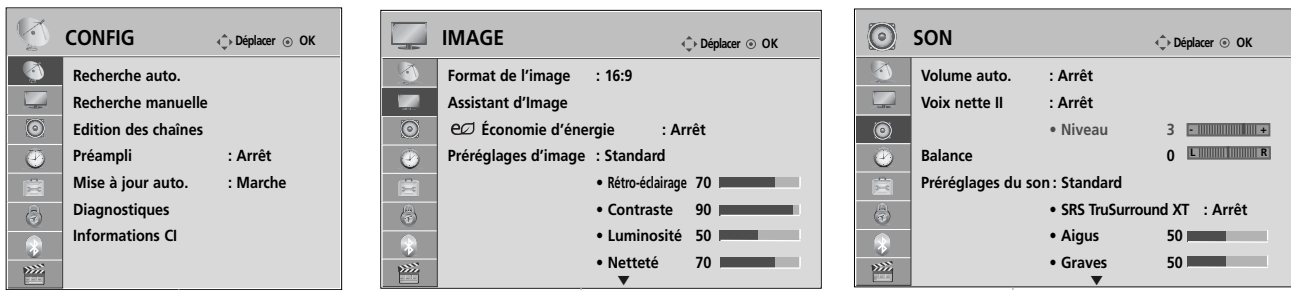 CONFIG Déplacer OK
Recherche auto.
Recherche manuelle
Edition des chaînes
Préampli : Arrêt
Mise à jour auto. : Marche
Diagnostiques
Informations CI
IMAGE Déplacer OK
Format de l'image : 16:9
Assistant d'Image
Économie d'énergie : Arrêt
Préréglages d'image : Standard
• Rétro-éclairage 70
• Contraste 90
• Luminosité 50
• Netteté 70
SON Déplacer OK
Volume auto. : Arrêt
Voix nette II : Arrêt
• Niveau 3 - +
Balance 0 L R
Préréglages du son : Standard
• SRS TruSurround XT : Arrêt
• Aigus 50
• Graves 50